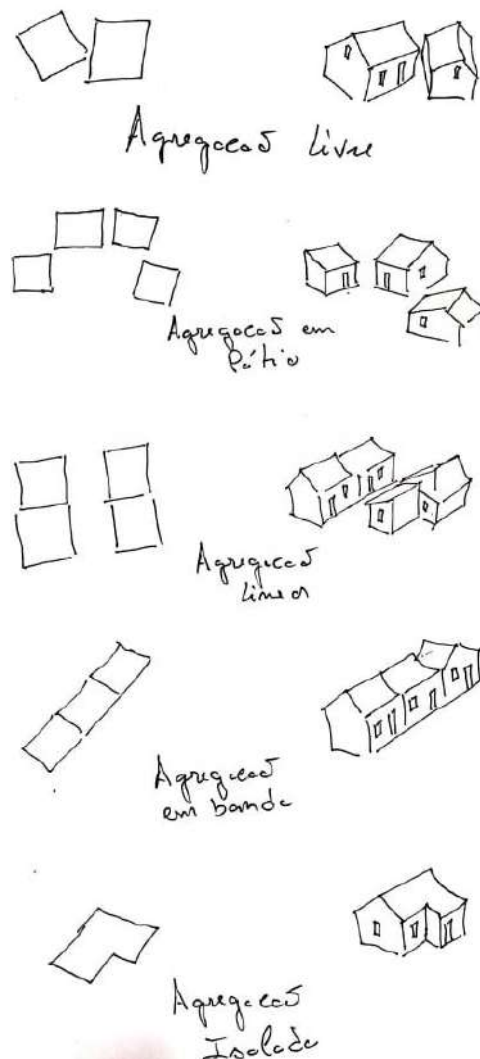 Agregação livre
Agregação em
Pátio
Agregação
linear
Agregação
em banda
Agregação
Isolada